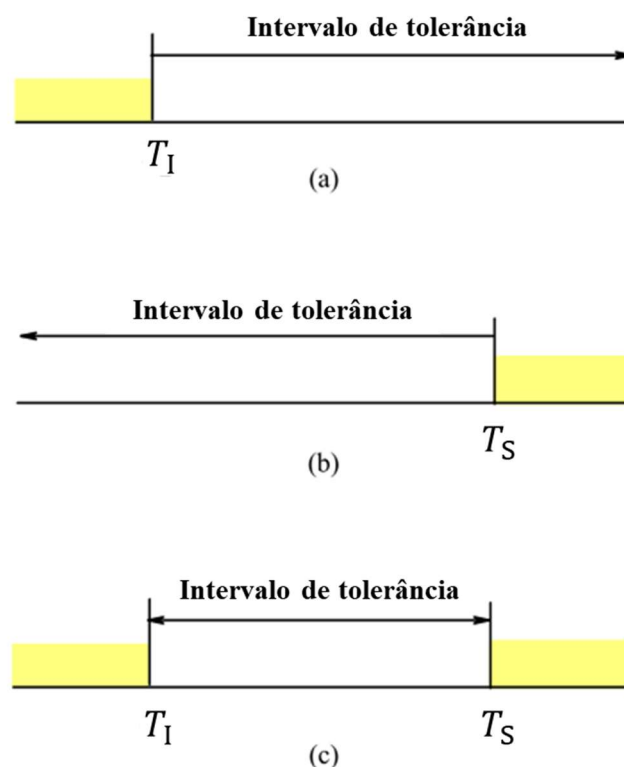 Intervalo de tolerância
T_I
(a)
Intervalo de tolerância
T_S
(b)
Intervalo de tolerância
T_I T_S
(c)